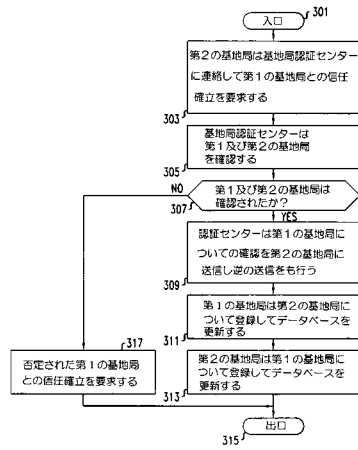 入口
301
第2の基地局は基地局認証センター
に連絡して第1の基地局との信任
確立を要求する
303
基地局認証センターは
第1及び第2の基地局
を確認する
305
第1及び第2の基地局は
確認されたか?
307
NO
YES
認証センターは第1の基地局に
ついての確認を第2の基地局に
送信し逆の送信をも行う
309
第1の基地局は第2の基地局に
ついて登録してデータベースを
更新する
311
317
否定された第1の基地局
との信任確立を要求する
第2の基地局は第1の基地局に
ついて登録してデータベースを
更新する
313
出口
315